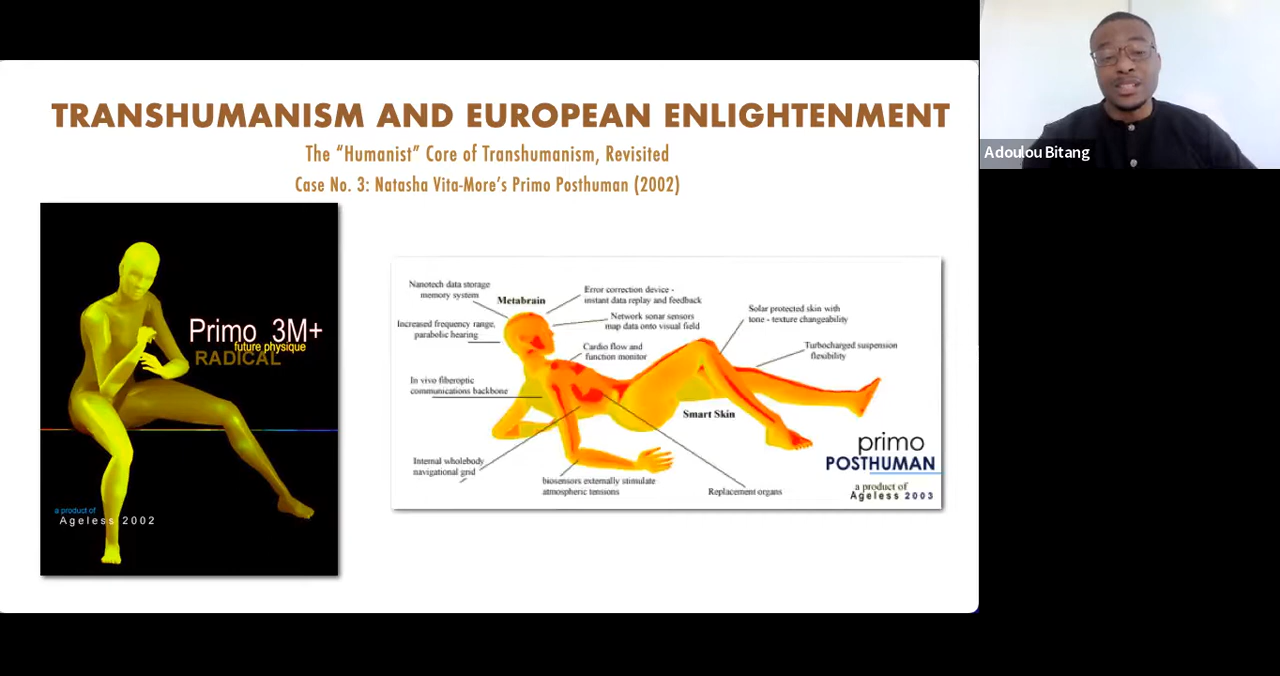 TRANSHUMANISM AND EUROPEAN ENLIGHTENMENT
The “Humanist” Core of Transhumanism, Revisited
Case No. 3: Natasha Vita-More’s Primo Posthuman (2002)
Adoulou Bitang
Primo 3M+
future physique
RADICAL
a product of
Ageless 2002
Nanotech data storage
memory system
Metabrain
Error correction device -
instant data replay and feedback
Increased frequency range,
parabolic hearing
Network sonar sensors
map data onto visual field
Solar protected skin with
tone - texture changeability
Cardio flow and
function monitor
Turbocharged suspension
flexibility
In vivo fiberoptic
communications backbone
Smart Skin
Internal wholebody
navigational grid
biosensors externally stimulate
atmospheric tensions
Replacement organs
primo
POSTHUMAN
a product of
Ageless 2003